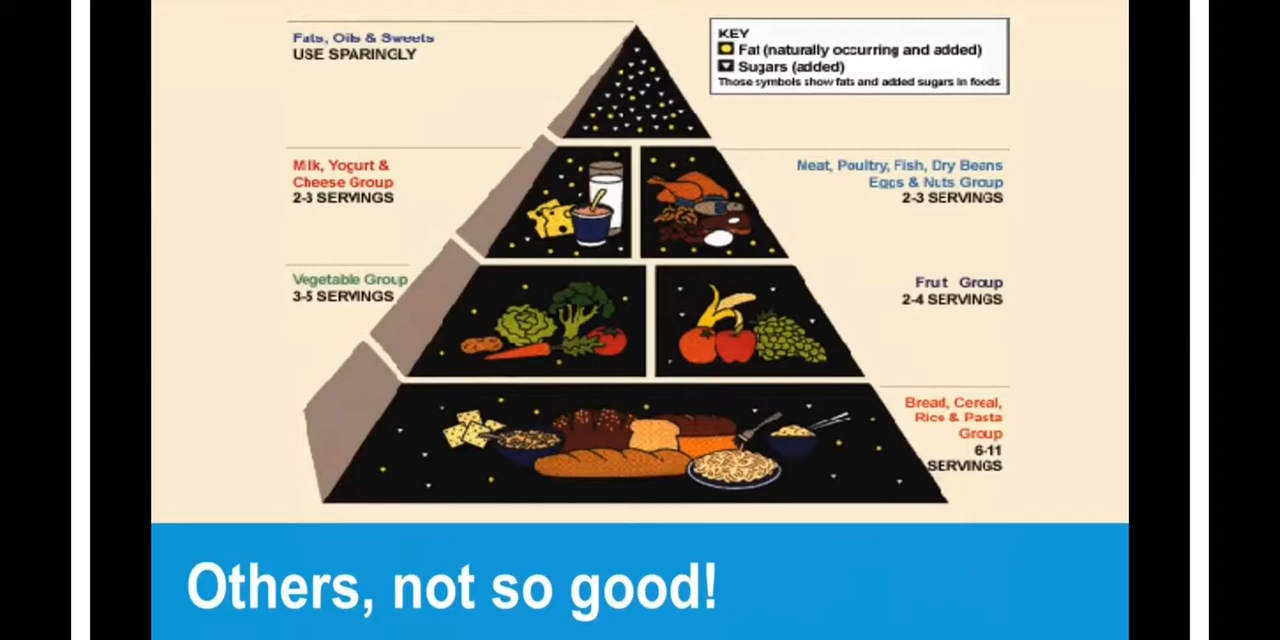 Fats, Oils & Sweets
USE SPARINGLY
KEY
Fat (naturally occurring and added)
Sugars (added)
Those symbols show fats and added sugars in foods
Milk, Yogurt &
Cheese Group
2-3 SERVINGS
Meat, Poultry, Fish, Dry Beans
Eggs & Nuts Group
2-3 SERVINGS
Vegetable Group
3-5 SERVINGS
Fruit Group
2-4 SERVINGS
Bread, Cereal,
Rice & Pasta
Group
6-11
SERVINGS
Others, not so good!